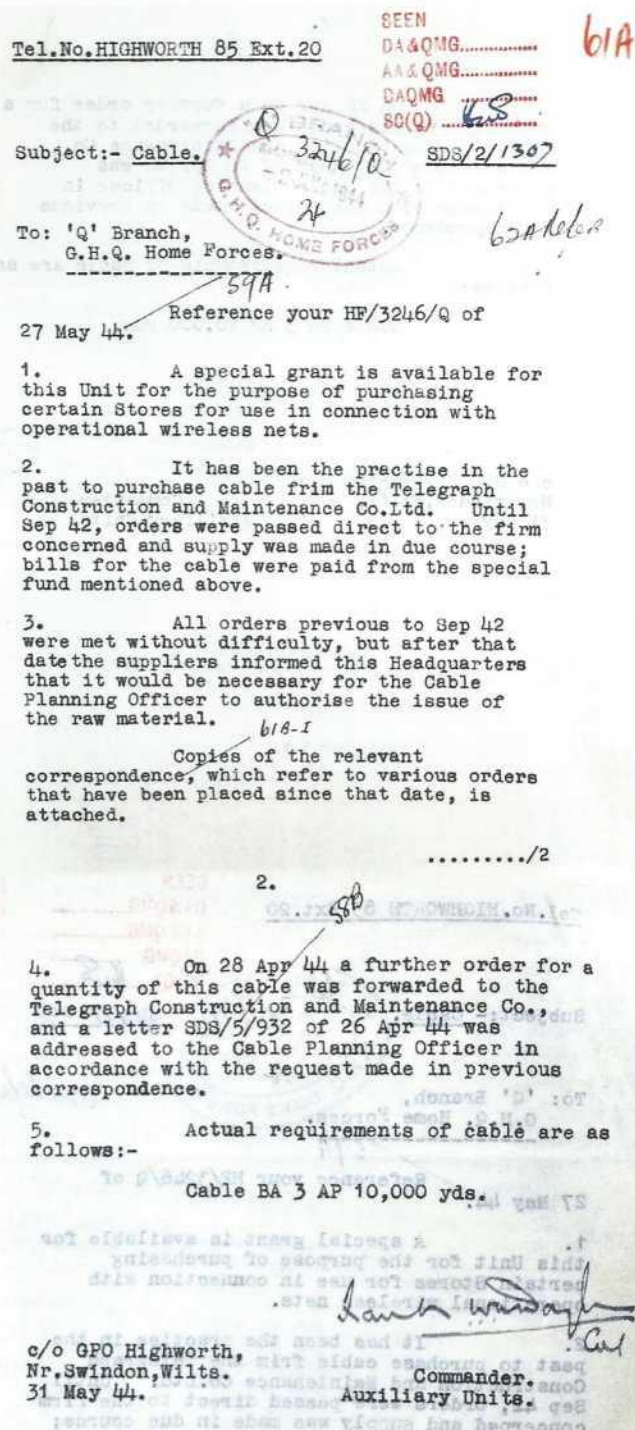 SEEN
DA&QMG...............
AA&QMG...............
DAQMG ...............
SC(Q) ...............
61A
Tel.No.HIGHWORTH 85 Ext.20
Q 3246/Q
24
G.H.Q. HOME FORCES
Subject:- Cable.
SDS/2/1307
62A Refer
To: 'Q' Branch,
G.H.Q. Home Forces.
59A
Reference your HF/3246/Q of
27 May 44.
1. A special grant is available for
this Unit for the purpose of purchasing
certain Stores for use in connection with
operational wireless nets.
2. It has been the practise in the
past to purchase cable frim the Telegraph
Construction and Maintenance Co.Ltd. Until
Sep 42, orders were passed direct to the firm
concerned and supply was made in due course;
bills for the cable were paid from the special
fund mentioned above.
3. All orders previous to Sep 42
were met without difficulty, but after that
date the suppliers informed this Headquarters
that it would be necessary for the Cable
Planning Officer to authorise the issue of
the raw material.
61B-I
Copies of the relevant
correspondence, which refer to various orders
that have been placed since that date, is
attached.
........./2
2.
58B
4. On 28 Apr 44 a further order for a
quantity of this cable was forwarded to the
Telegraph Construction and Maintenance Co.,
and a letter SDS/5/932 of 26 Apr 44 was
addressed to the Cable Planning Officer in
accordance with the request made in previous
correspondence.
5. Actual requirements of cable are as
follows:-
Cable BA 3 AP 10,000 yds.
Col
c/o GPO Highworth,
Nr.Swindon,Wilts.
31 May 44.
Commander.
Auxiliary Units.